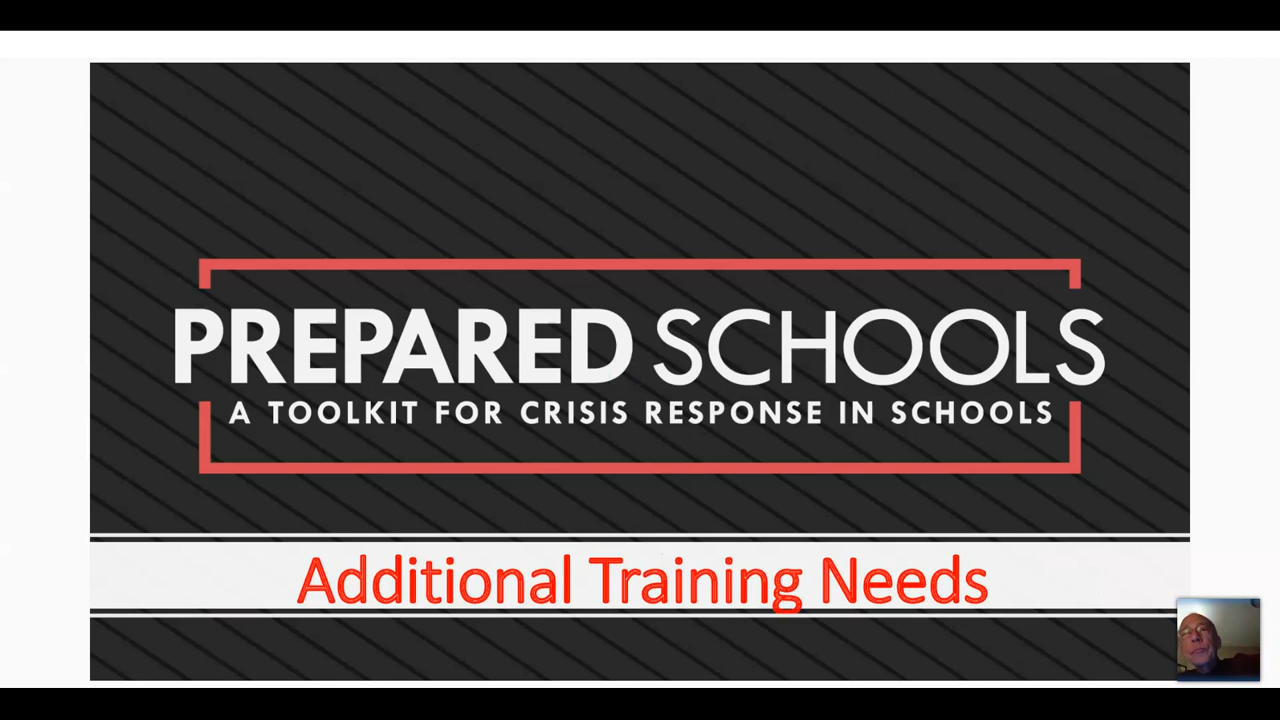 PREPARED SCHOOLS
A TOOLKIT FOR CRISIS RESPONSE IN SCHOOLS
Additional Training Needs